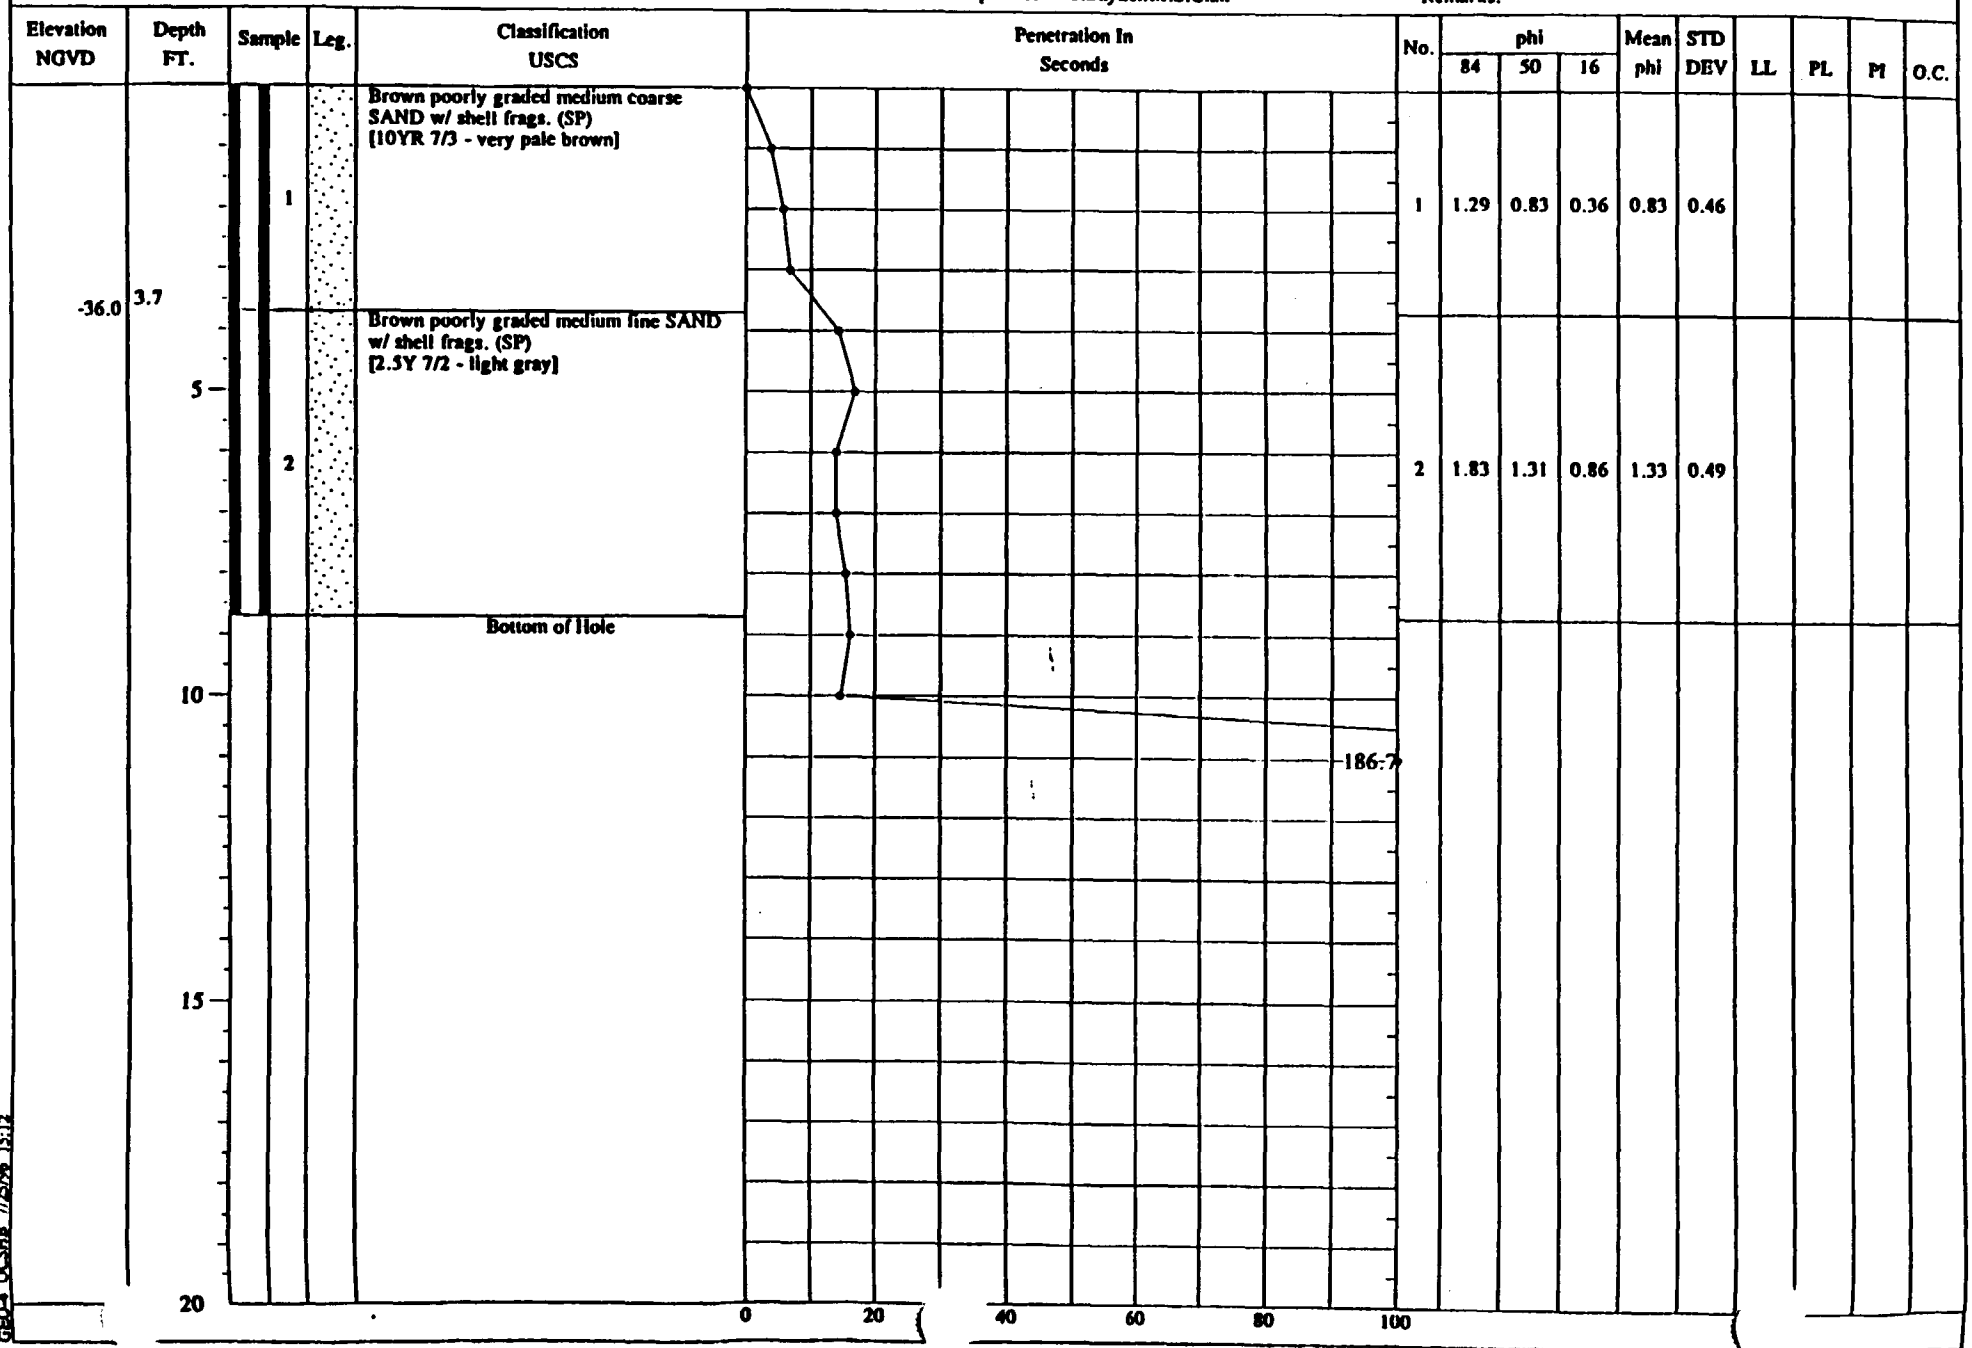 Elevation NGVD
Depth FT.
Sample
Leg.
Classification USCS
Penetration In Seconds
No.
phi
84 50 16
Mean phi
STD DEV
LL
PL
PI
O.C.
Brown poorly graded medium coarse
SAND w/ shell frags. (SP)
[10YR 7/3 - very pale brown]
1
1 1.29 0.83 0.36 0.83 0.46
-36.0 3.7
Brown poorly graded medium fine SAND
w/ shell frags. (SP)
[2.5Y 7/2 - light gray]
5
2
2 1.83 1.31 0.86 1.33 0.49
Bottom of Hole
10
186.7
15
20
0 20 40 60 80 100